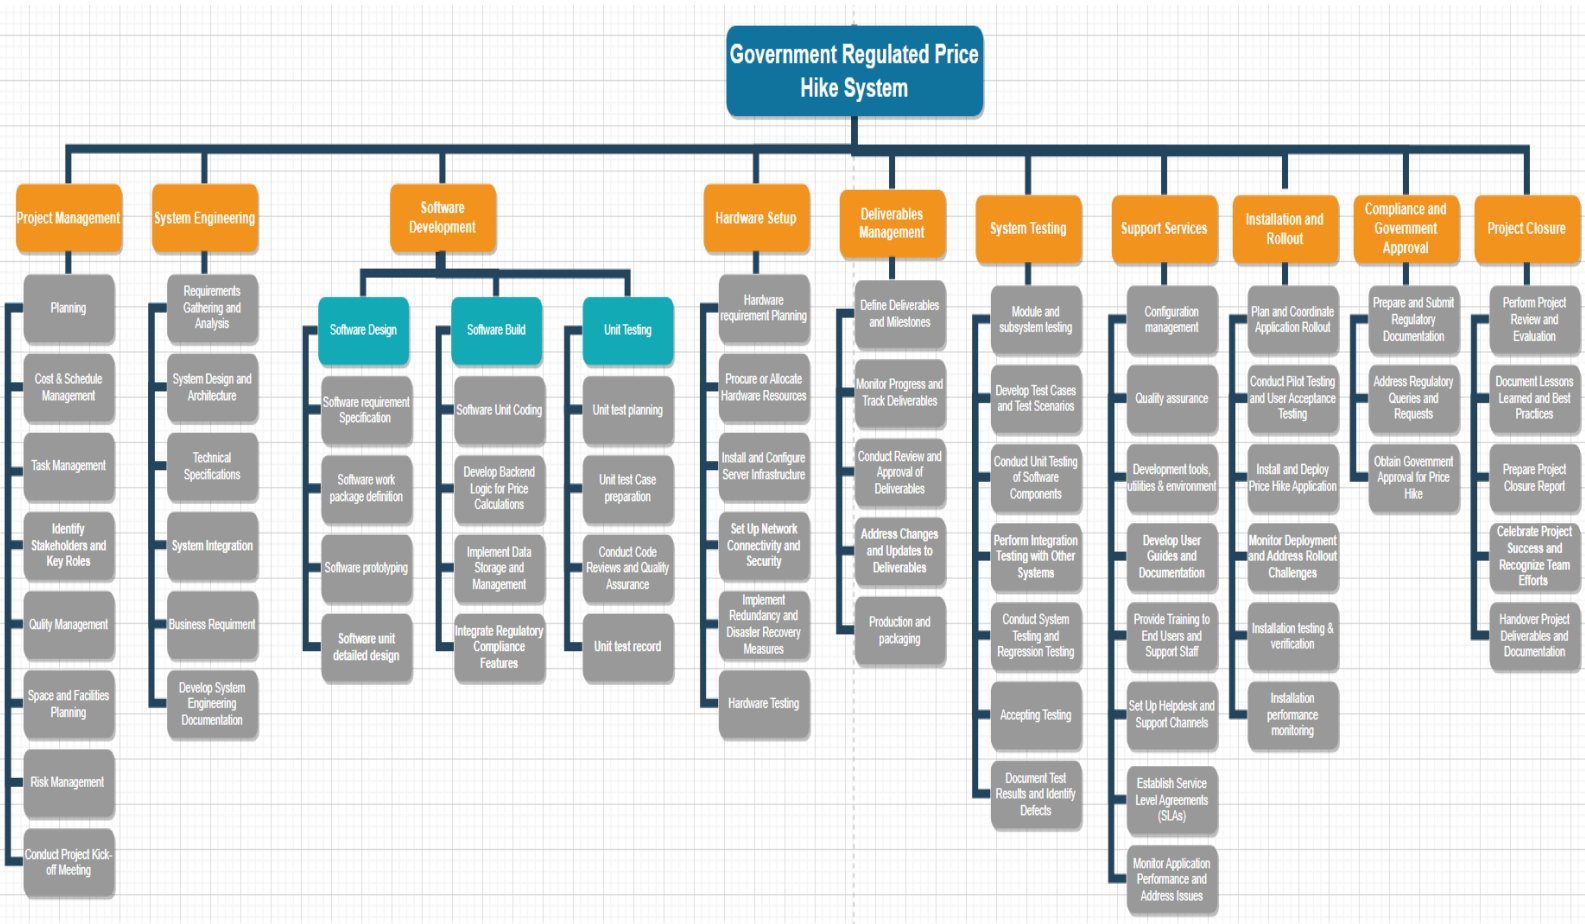 Government Regulated Price
Hike System
Project Management
Planning
Cost & Schedule
Management
Task Management
Identify
Stakeholders and
Key Roles
Qulity Management
Space and Facilities
Planning
Risk Management
Conduct Project Kick-
off Meeting
System Engineering
Requirements
Gathering and
Analysis
System Design and
Architecture
Technical
Specifications
System Integration
Business Requirment
Develop System
Engineering
Documentation
Software
Development
Software Design
Software requirement
Specification
Software work
package definition
Software prototyping
Software unit
detailed design
Software Build
Software Unit Coding
Develop Backend
Logic for Price
Calculations
Implement Data
Storage and
Management
Integrate Regulatory
Compliance
Features
Unit Testing
Unit test planning
Unit test Case
preparation
Conduct Code
Reviews and Quality
Assurance
Unit test record
Hardware Setup
Hardware
requirement Planning
Procure or Allocate
Hardware Resources
Install and Configure
Server Infrastructure
Set Up Network
Connectivity and
Security
Implement
Redundancy and
Disaster Recovery
Measures
Hardware Testing
Deliverables
Management
Define Deliverables
and Milestones
Monitor Progress and
Track Deliverables
Conduct Review and
Approval of
Deliverables
Address Changes
and Updates to
Deliverables
Production and
packaging
System Testing
Module and
subsystem testing
Develop Test Cases
and Test Scenarios
Conduct Unit Testing
of Software
Components
Perform Integration
Testing with Other
Systems
Conduct System
Testing and
Regression Testing
Accepting Testing
Document Test
Results and Identify
Defects
Support Services
Configuration
management
Quality assurance
Development tools,
utilities & environment
Develop User
Guides and
Documentation
Provide Training to
End Users and
Support Staff
Set Up Helpdesk and
Support Channels
Establish Service
Level Agreements
(SLAs)
Monitor Application
Performance and
Address Issues
Installation and
Rollout
Plan and Coordinate
Application Rollout
Conduct Pilot Testing
and User Acceptance
Testing
Install and Deploy
Price Hike Application
Monitor Deployment
and Address Rollout
Challenges
Installation testing &
verification
Installation
performance
monitoring
Compliance and
Government
Approval
Prepare and Submit
Regulatory
Documentation
Address Regulatory
Queries and
Requests
Obtain Government
Approval for Price
Hike
Project Closure
Perform Project
Review and
Evaluation
Document Lessons
Learned and Best
Practices
Prepare Project
Closure Report
Celebrate Project
Success and
Recognize Team
Efforts
Handover Project
Deliverables and
Documentation